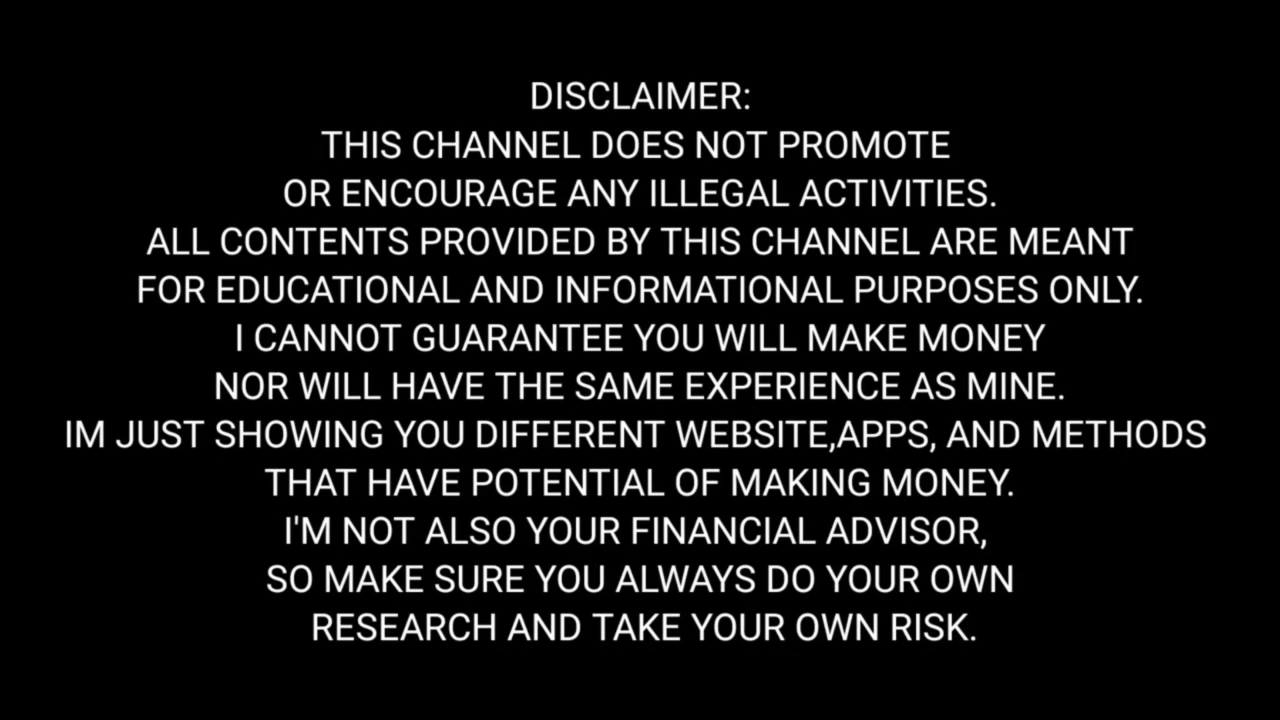 DISCLAIMER:
THIS CHANNEL DOES NOT PROMOTE
OR ENCOURAGE ANY ILLEGAL ACTIVITIES.
ALL CONTENTS PROVIDED BY THIS CHANNEL ARE MEANT
FOR EDUCATIONAL AND INFORMATIONAL PURPOSES ONLY.
I CANNOT GUARANTEE YOU WILL MAKE MONEY
NOR WILL HAVE THE SAME EXPERIENCE AS MINE.
IM JUST SHOWING YOU DIFFERENT WEBSITE,APPS, AND METHODS
THAT HAVE POTENTIAL OF MAKING MONEY.
I'M NOT ALSO YOUR FINANCIAL ADVISOR,
SO MAKE SURE YOU ALWAYS DO YOUR OWN
RESEARCH AND TAKE YOUR OWN RISK.